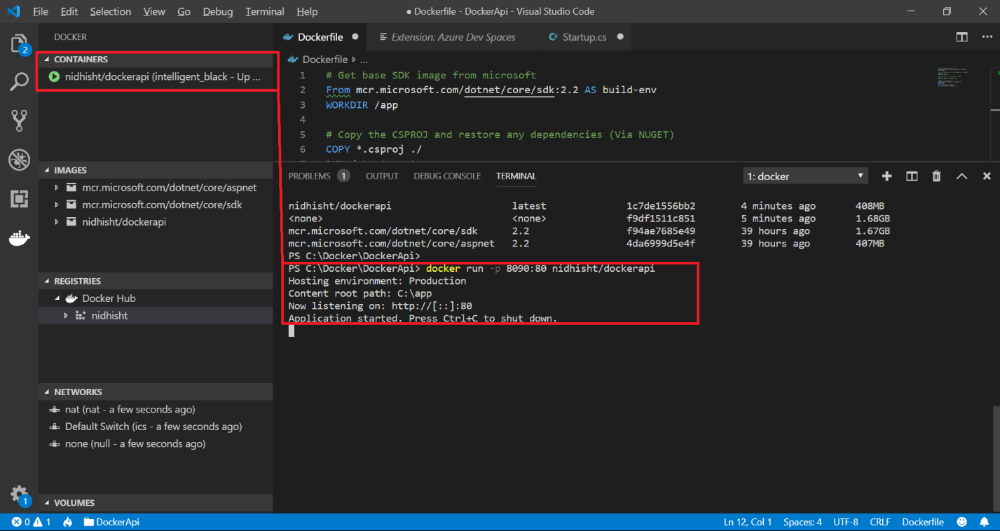 File Edit Selection View Go Debug Terminal Help
● Dockerfile - DockerApi - Visual Studio Code
DOCKER
CONTAINERS
nidhisht/dockerapi (intelligent_black - Up ...
IMAGES
mcr.microsoft.com/dotnet/core/aspnet
mcr.microsoft.com/dotnet/core/sdk
nidhisht/dockerapi
REGISTRIES
Docker Hub
nidhisht
NETWORKS
nat (nat - a few seconds ago)
Default Switch (ics - a few seconds ago)
none (null - a few seconds ago)
VOLUMES
2
1
Dockerfile ● Extension: Azure Dev Spaces Startup.cs ●
Dockerfile ...
1 # Get base SDK image from microsoft
2 From mcr.microsoft.com/dotnet/core/sdk:2.2 AS build-env
3 WORKDIR /app
4
5 # Copy the CSPROJ and restore any dependencies (Via NUGET)
6 COPY *.csproj ./
PROBLEMS 1 OUTPUT DEBUG CONSOLE TERMINAL 1: docker
nidhisht/dockerapi latest 1c7de1556bb2 4 minutes ago 408MB
<none> <none> f9df1511c851 5 minutes ago 1.68GB
mcr.microsoft.com/dotnet/core/sdk 2.2 f94ae7685e49 39 hours ago 1.67GB
mcr.microsoft.com/dotnet/core/aspnet 2.2 4da6999d5e4f 39 hours ago 407MB
PS C:\Docker\DockerApi>
PS C:\Docker\DockerApi> docker run -p 8090:80 nidhisht/dockerapi
Hosting environment: Production
Content root path: C:\app
Now listening on: http://[::]:80
Application started. Press Ctrl+C to shut down.
0 1 DockerApi Ln 12, Col 1 Spaces: 4 UTF-8 CRLF Dockerfile